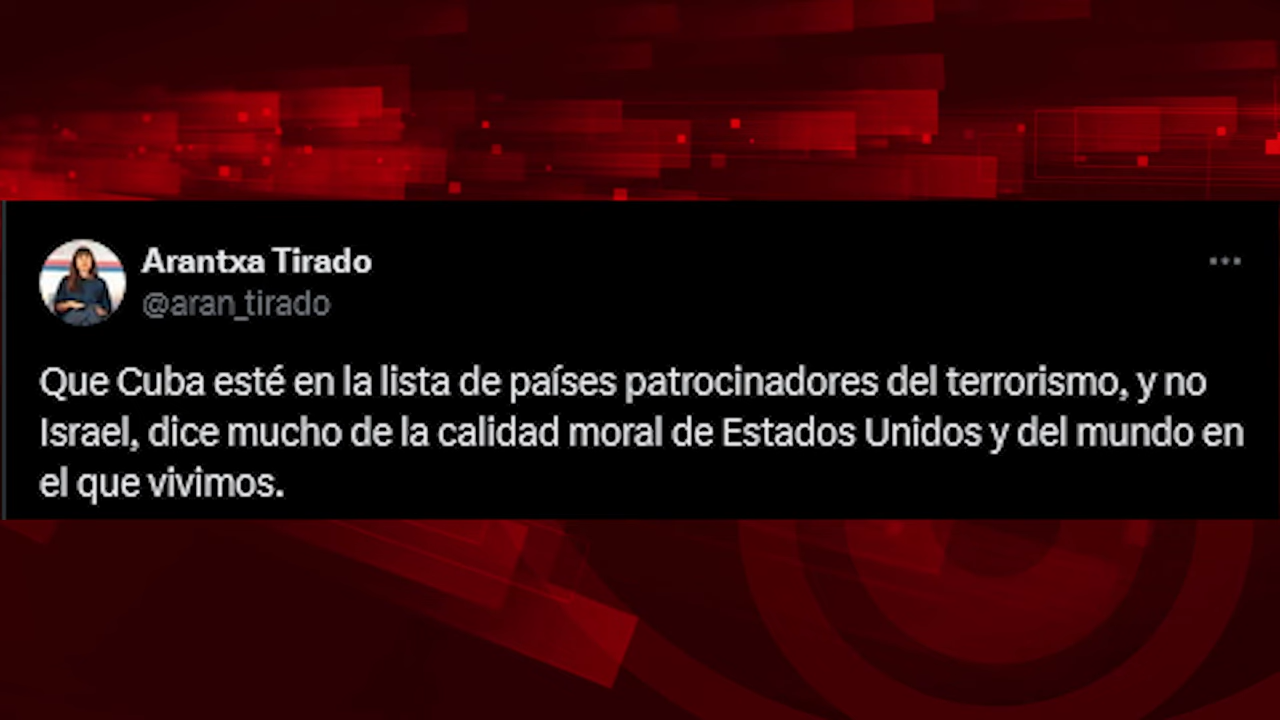 Arantxa Tirado
@aran_tirado
Que Cuba esté en la lista de países patrocinadores del terrorismo, y no
Israel, dice mucho de la calidad moral de Estados Unidos y del mundo en
el que vivimos.